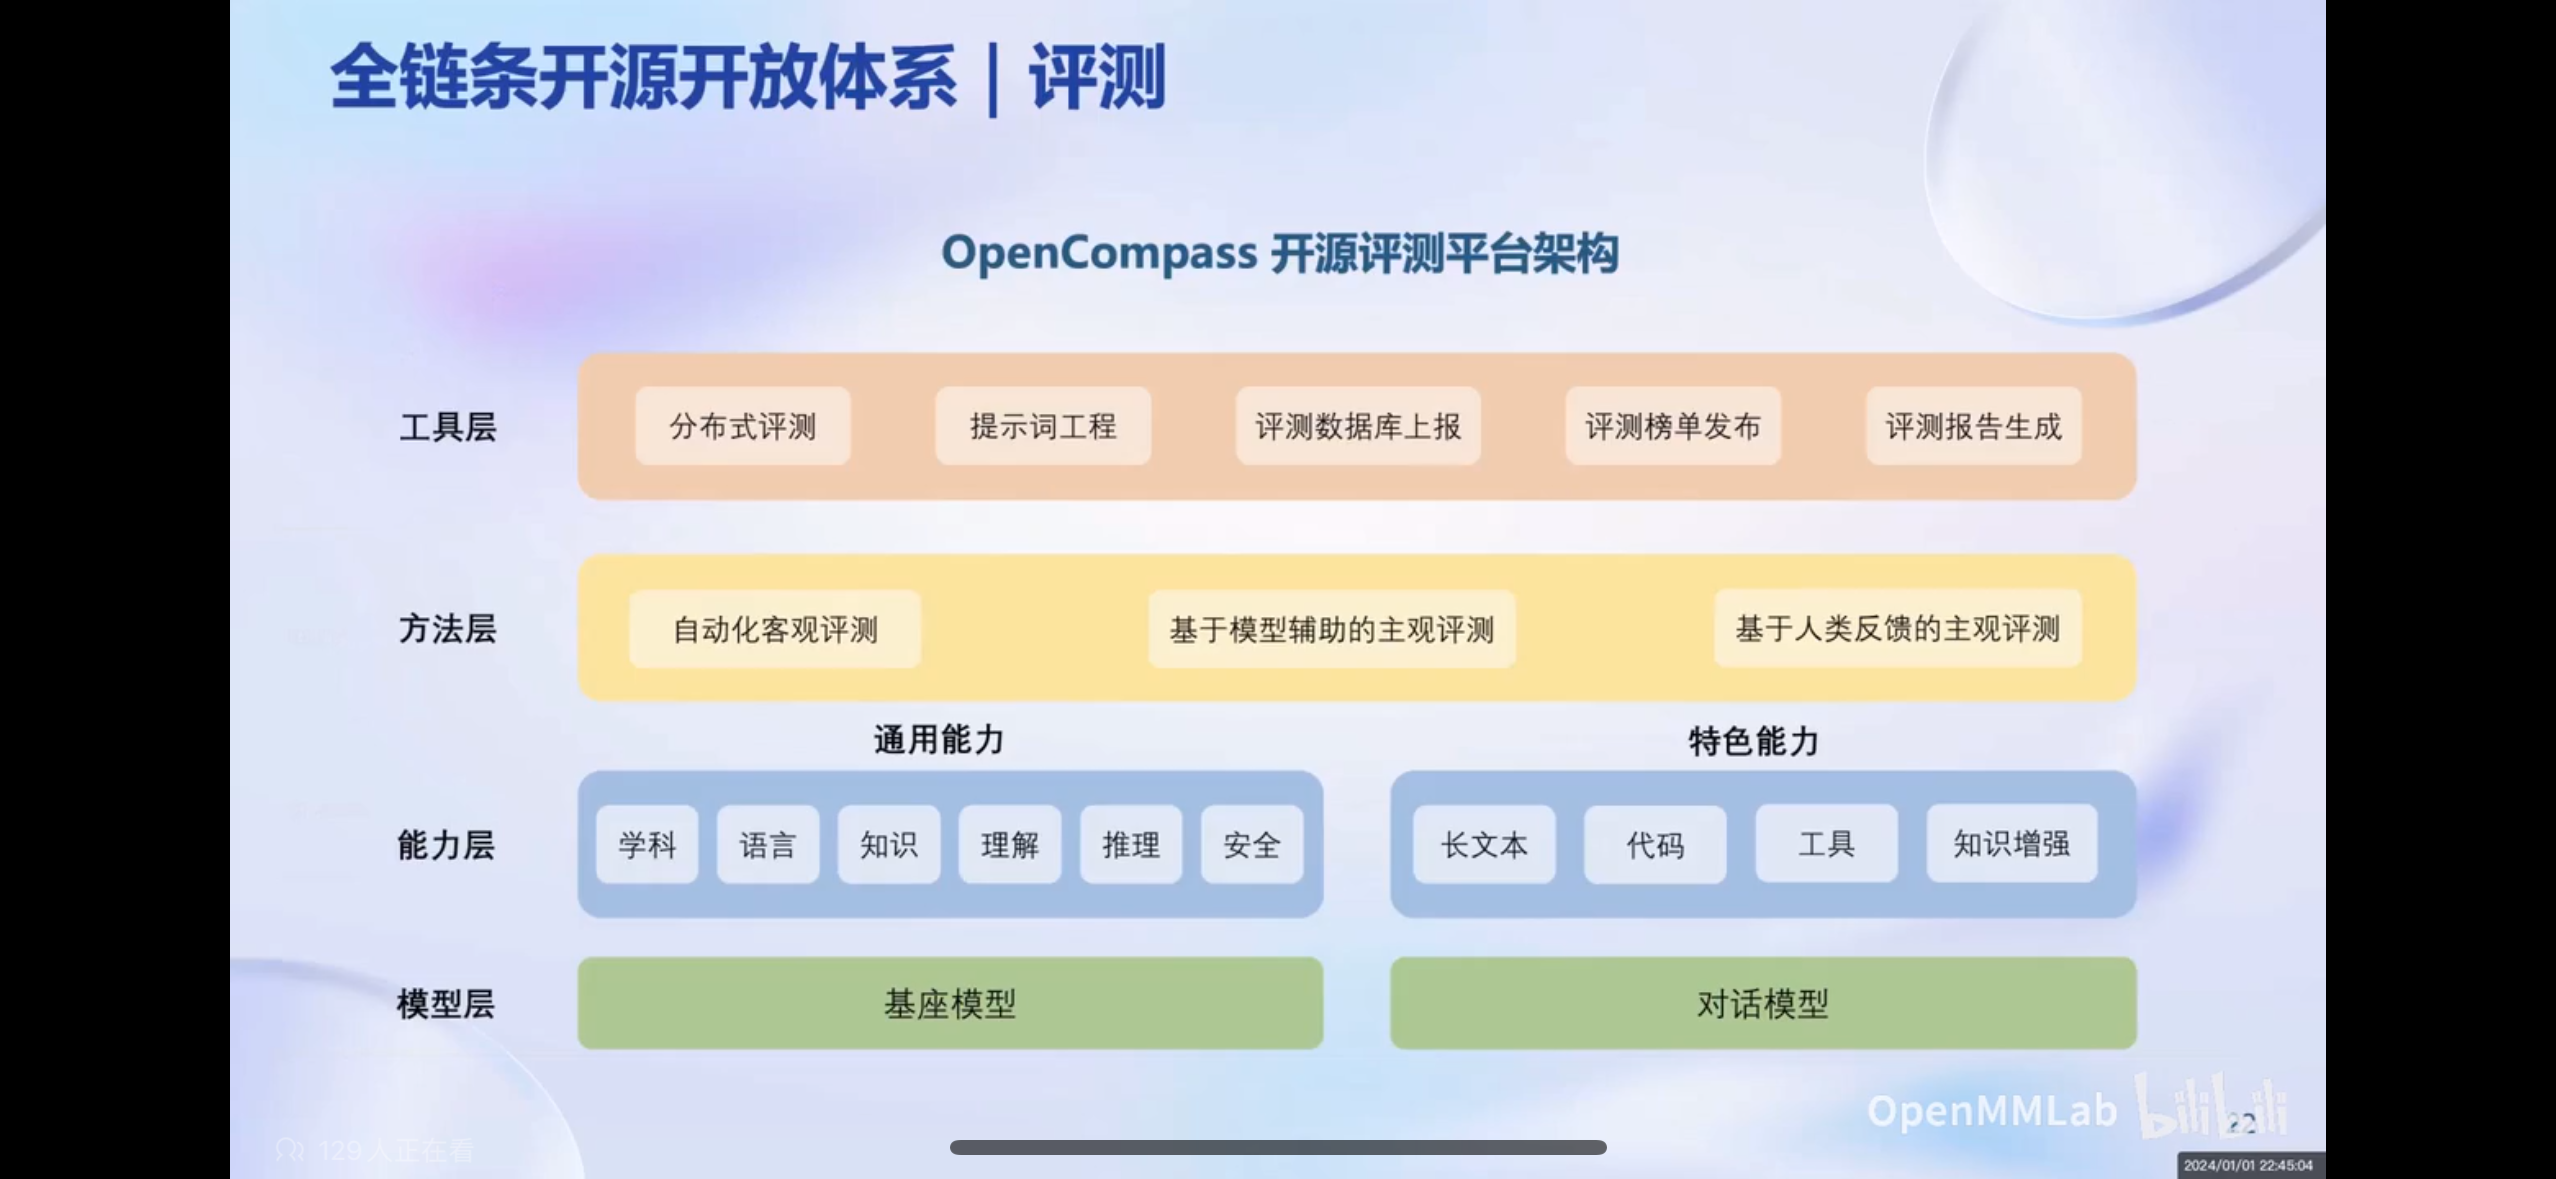 全链条开源开放体系 | 评测
OpenCompass 开源评测平台架构
工具层
分布式评测
提示词工程
评测数据库上报
评测榜单发布
评测报告生成
方法层
自动化客观评测
基于模型辅助的主观评测
基于人类反馈的主观评测
通用能力
特色能力
能力层
学科
语言
知识
理解
推理
安全
长文本
代码
工具
知识增强
模型层
基座模型
对话模型
OpenMMLab bilibili
22
129人正在看
2024/01/01 22:45:04